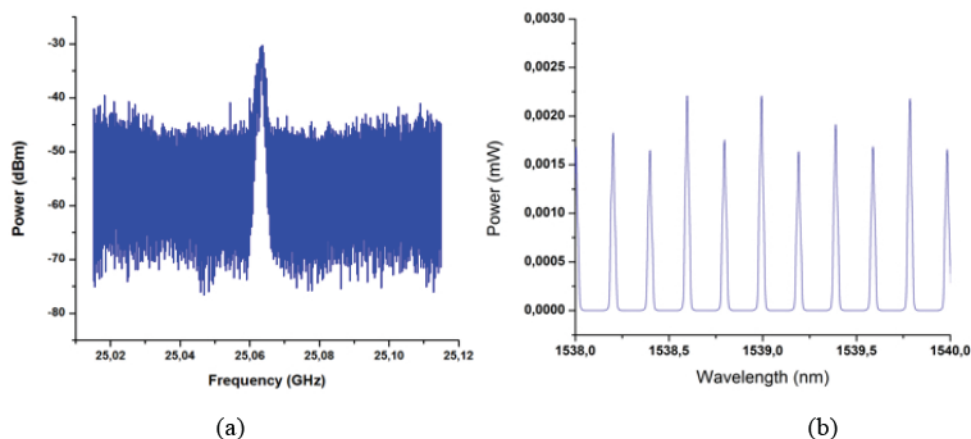 -30
-40
-50
-60
-70
-80
Power (dBm)
25,02 25,04 25,06 25,08 25,10 25,12
Frequency (GHz)
(a)
0,0030
0,0025
0,0020
0,0015
0,0010
0,0005
0,0000
Power (mW)
1538,0 1538,5 1539,0 1539,5 1540,0
Wavelength (nm)
(b)